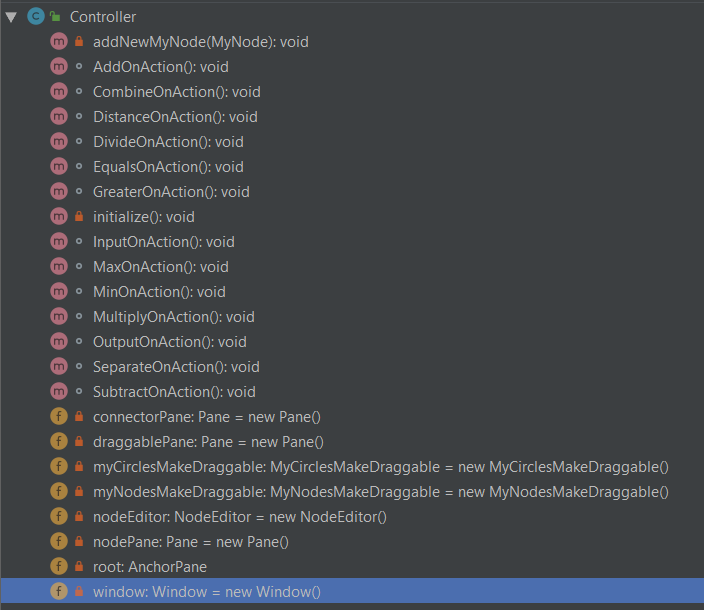 Controller
addNewMyNode(MyNode): void
AddOnAction(): void
CombineOnAction(): void
DistanceOnAction(): void
DivideOnAction(): void
EqualsOnAction(): void
GreaterOnAction(): void
initialize(): void
InputOnAction(): void
MaxOnAction(): void
MinOnAction(): void
MultiplyOnAction(): void
OutputOnAction(): void
SeparateOnAction(): void
SubtractOnAction(): void
connectorPane: Pane = new Pane()
draggablePane: Pane = new Pane()
myCirclesMakeDraggable: MyCirclesMakeDraggable = new MyCirclesMakeDraggable()
myNodesMakeDraggable: MyNodesMakeDraggable = new MyNodesMakeDraggable()
nodeEditor: NodeEditor = new NodeEditor()
nodePane: Pane = new Pane()
root: AnchorPane
window: Window = new Window()